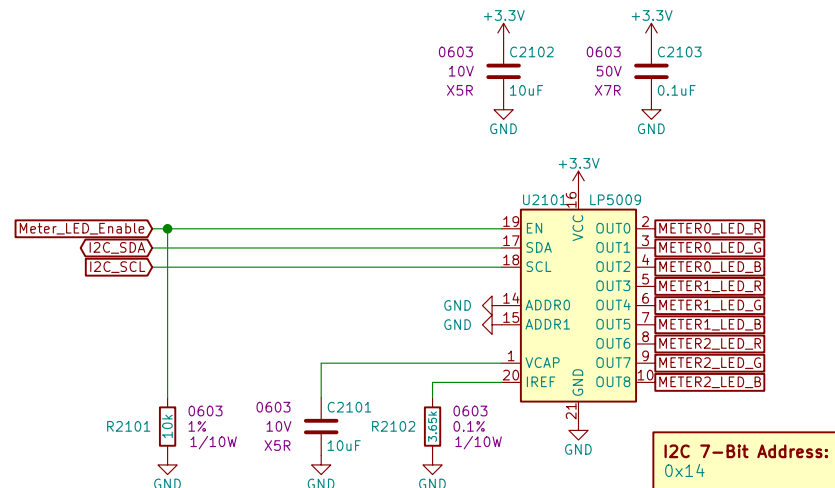 +3.3V
+3.3V
0603 C2102
10V
X5R 10uF
GND
0603 C2103
50V
X7R 0.1uF
GND
+3.3V
U2101 LP5009
16
VCC
Meter_LED_Enable 19 EN
I2C_SDA 17 SDA
I2C_SCL 18 SCL
GND 14 ADDR0
GND 15 ADDR1
1 VCAP
20 IREF
OUT0 2 METER0_LED_R
OUT1 3 METER0_LED_G
OUT2 4 METER0_LED_B
OUT3 5 METER1_LED_R
OUT4 6 METER1_LED_G
OUT5 7 METER1_LED_B
OUT6 8 METER2_LED_R
OUT7 9 METER2_LED_G
OUT8 10 METER2_LED_B
GND
21
GND
R2101 10k 0603
1%
1/10W
GND
0603 C2101
10V
X5R 10uF
GND
R2102 3.65k 0603
0.1%
1/10W
GND
I2C 7-Bit Address:
0x14